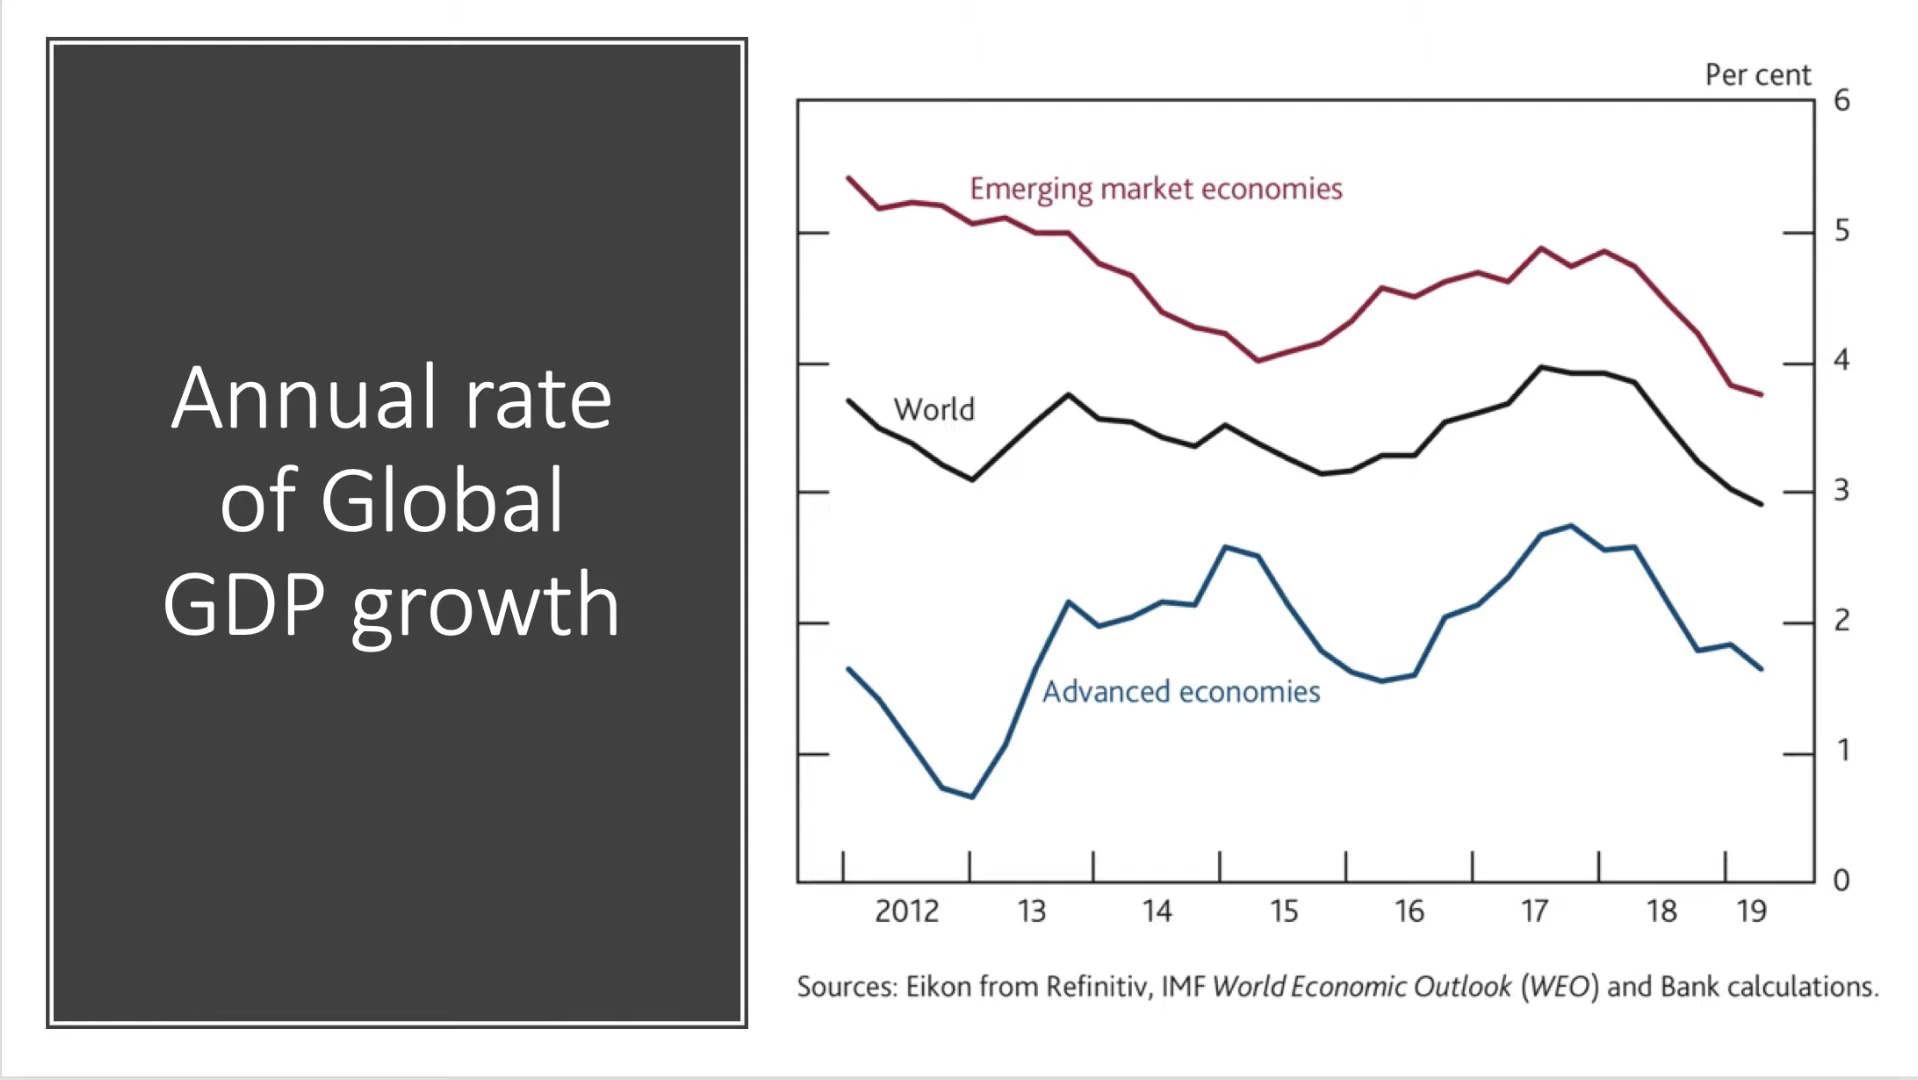 Annual rate
of Global
GDP growth
Per cent
6
Emerging market economies
5
4
World
3
2
Advanced economies
1
0
2012 13 14 15 16 17 18 19
Sources: Eikon from Refinitiv, IMF World Economic Outlook (WEO) and Bank calculations.